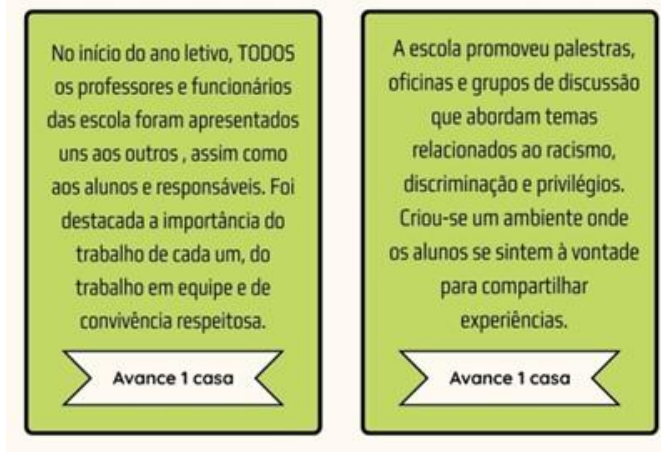 No início do ano letivo, TODOS
os professores e funcionários
das escola foram apresentados
uns aos outros , assim como
aos alunos e responsáveis. Foi
destacada a importância do
trabalho de cada um, do
trabalho em equipe e de
convivência respeitosa.
Avance 1 casa
A escola promoveu palestras,
oficinas e grupos de discussão
que abordam temas
relacionados ao racismo,
discriminação e privilégios.
Criou-se um ambiente onde
os alunos se sintem à vontade
para compartilhar
experiências.
Avance 1 casa